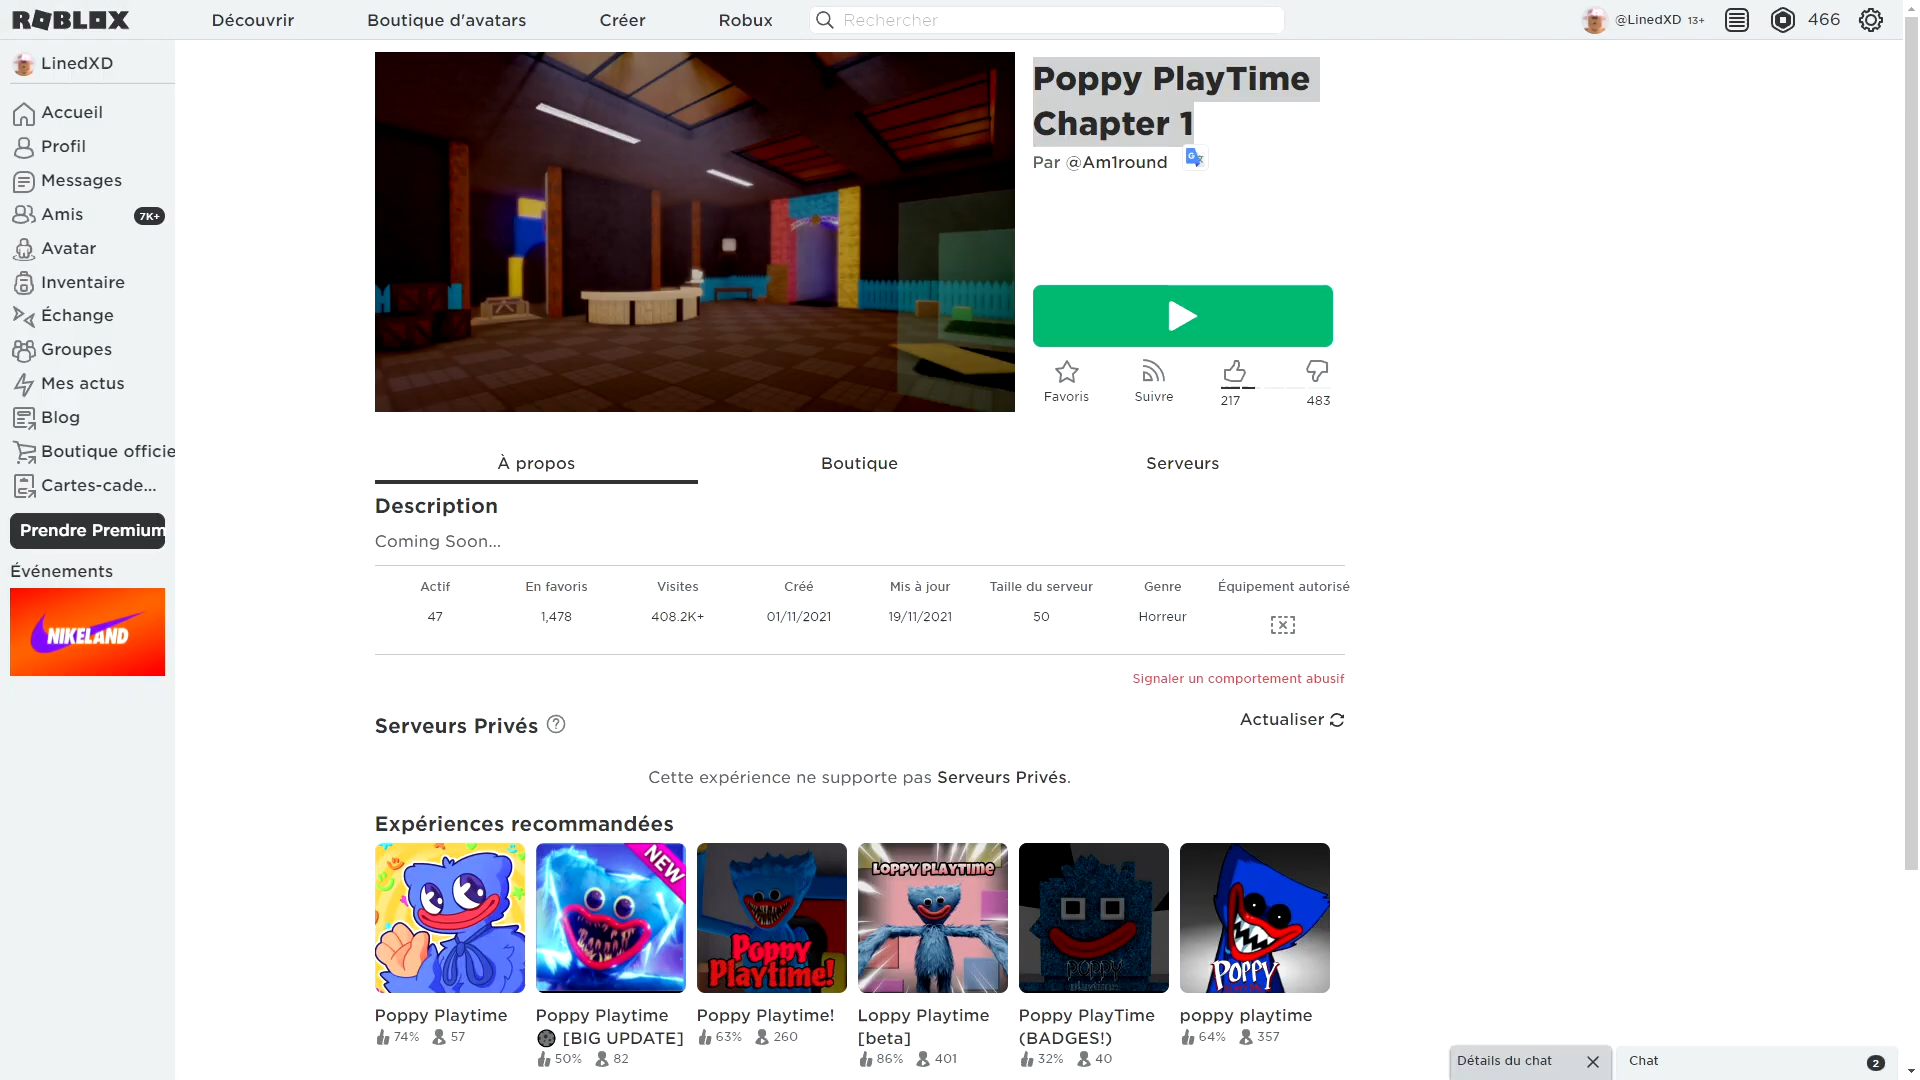 ROBLOX
Découvrir
Boutique d'avatars
Créer
Robux
Rechercher
@LinedXD 13+
466
LinedXD
Accueil
Profil
Messages
Amis
7K+
Avatar
Inventaire
Échange
Groupes
Mes actus
Blog
Boutique officie
Cartes-cade...
Prendre Premium
Événements
NIKELAND
Poppy PlayTime
Chapter 1
Par @Am1round
Favoris
Suivre
217
483
À propos
Boutique
Serveurs
Description
Coming Soon...
Actif
En favoris
Visites
Créé
Mis à jour
Taille du serveur
Genre
Équipement autorisé
47
1,478
408.2K+
01/11/2021
19/11/2021
50
Horreur
Signaler un comportement abusif
Serveurs Privés
Actualiser
Cette expérience ne supporte pas Serveurs Privés.
Expériences recommandées
NEW
Poppy
Playtime!
LOPPY PLAYTIME
POPPY
playtime
POPPY
Poppy Playtime
74% 57
Poppy Playtime
[BIG UPDATE]
50% 82
Poppy Playtime!
63% 260
Loppy Playtime
[beta]
86% 401
Poppy PlayTime
(BADGES!)
32% 40
poppy playtime
64% 357
Détails du chat
Chat
2